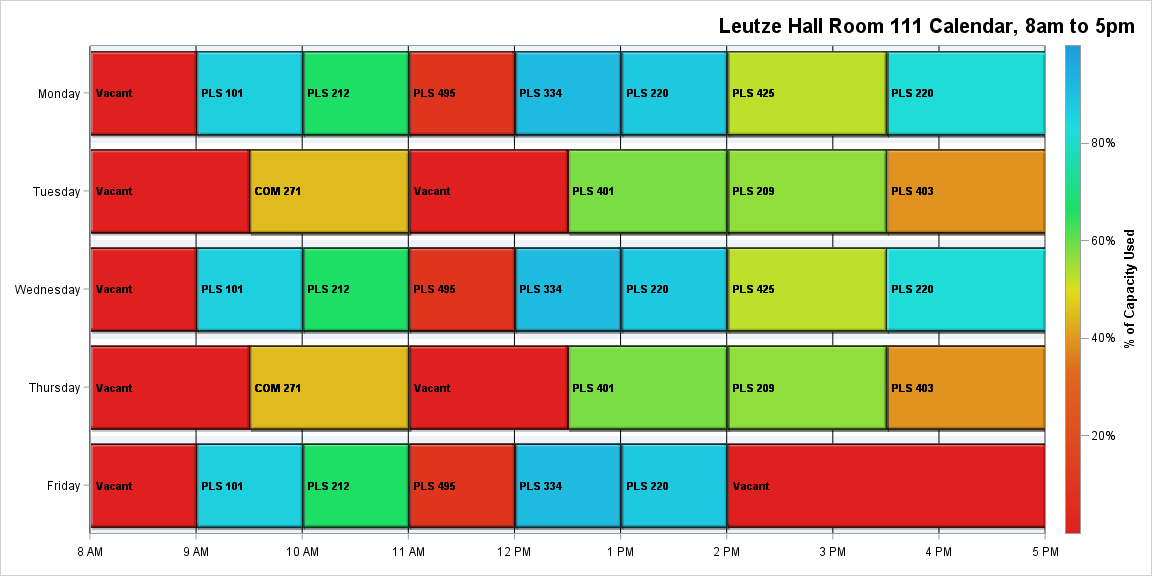 Leutze Hall Room 111 Calendar, 8am to 5pm
Monday
Vacant
PLS 101
PLS 212
PLS 495
PLS 334
PLS 220
PLS 425
PLS 220
Tuesday
Vacant
COM 271
Vacant
PLS 401
PLS 209
PLS 403
Wednesday
Vacant
PLS 101
PLS 212
PLS 495
PLS 334
PLS 220
PLS 425
PLS 220
Thursday
Vacant
COM 271
Vacant
PLS 401
PLS 209
PLS 403
Friday
Vacant
PLS 101
PLS 212
PLS 495
PLS 334
PLS 220
Vacant
8 AM
9 AM
10 AM
11 AM
12 PM
1 PM
2 PM
3 PM
4 PM
5 PM
80%
60%
40%
20%
% of Capacity Used